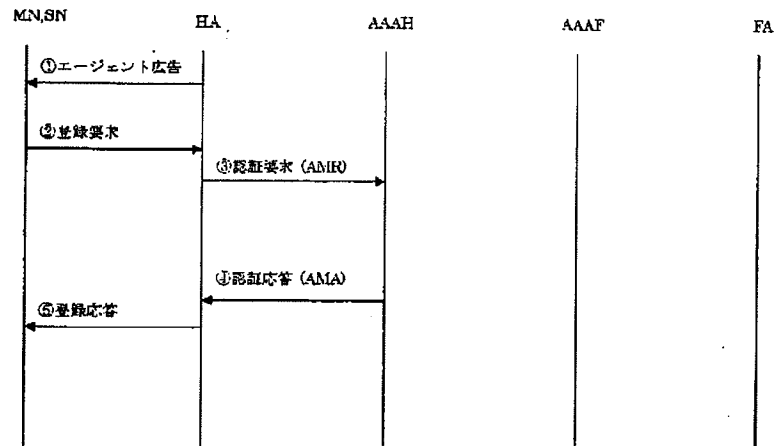 MN,SN
HA
AAAH
AAAF
FA
①エージェント広告
②登録要求
③認証要求 (AMR)
④認証応答 (AMA)
⑤登録応答